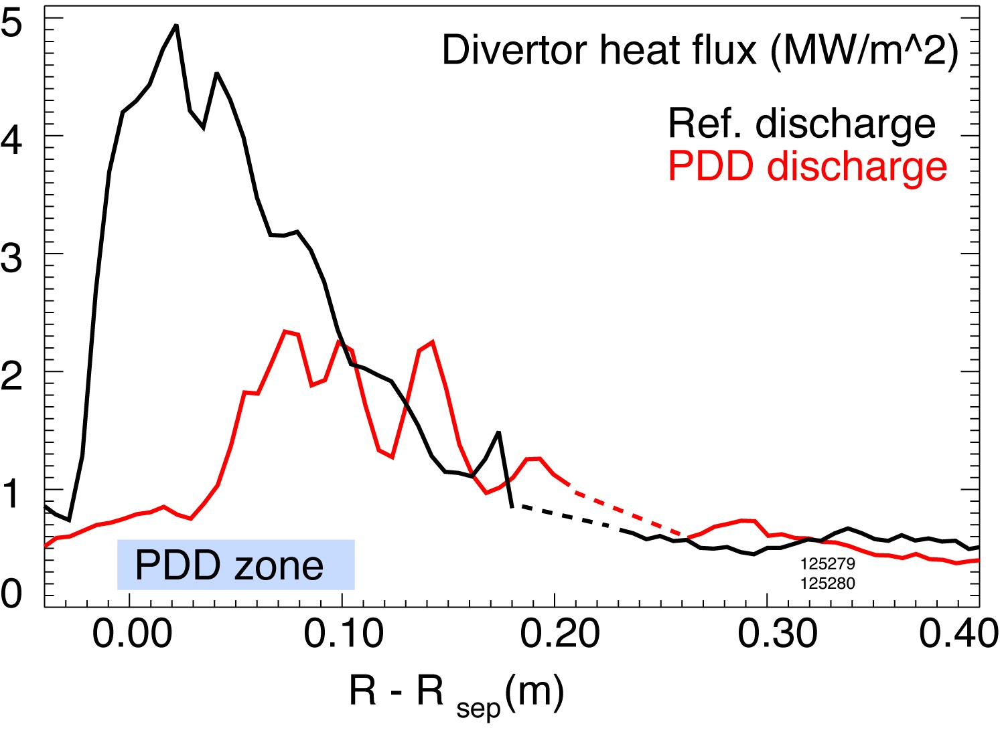 Divertor heat flux (MW/m^2)
Ref. discharge
PDD discharge
5
4
3
2
1
0
PDD zone
125279
125280
0.00 0.10 0.20 0.30 0.40
R - R sep (m)